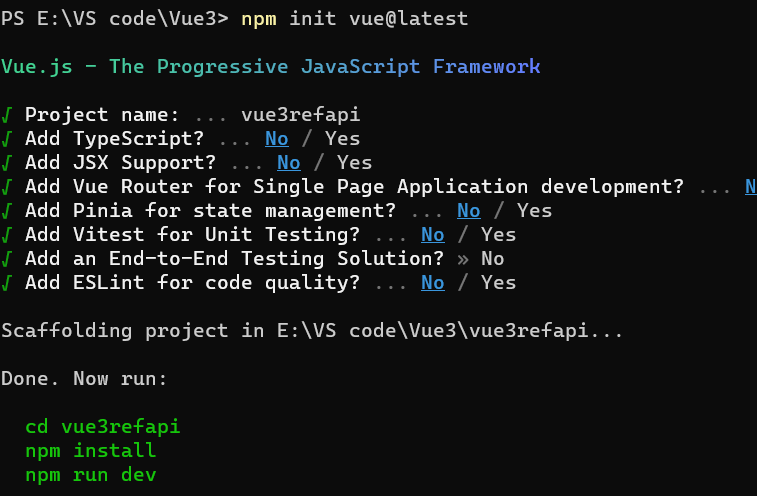 PS E:\VS code\Vue3> npm init vue@latest
Vue.js - The Progressive JavaScript Framework
√ Project name: ... vue3refapi
√ Add TypeScript? ... No / Yes
√ Add JSX Support? ... No / Yes
√ Add Vue Router for Single Page Application development? ... N
√ Add Pinia for state management? ... No / Yes
√ Add Vitest for Unit Testing? ... No / Yes
√ Add an End-to-End Testing Solution? » No
√ Add ESLint for code quality? ... No / Yes
Scaffolding project in E:\VS code\Vue3\vue3refapi...
Done. Now run:
cd vue3refapi
npm install
npm run dev